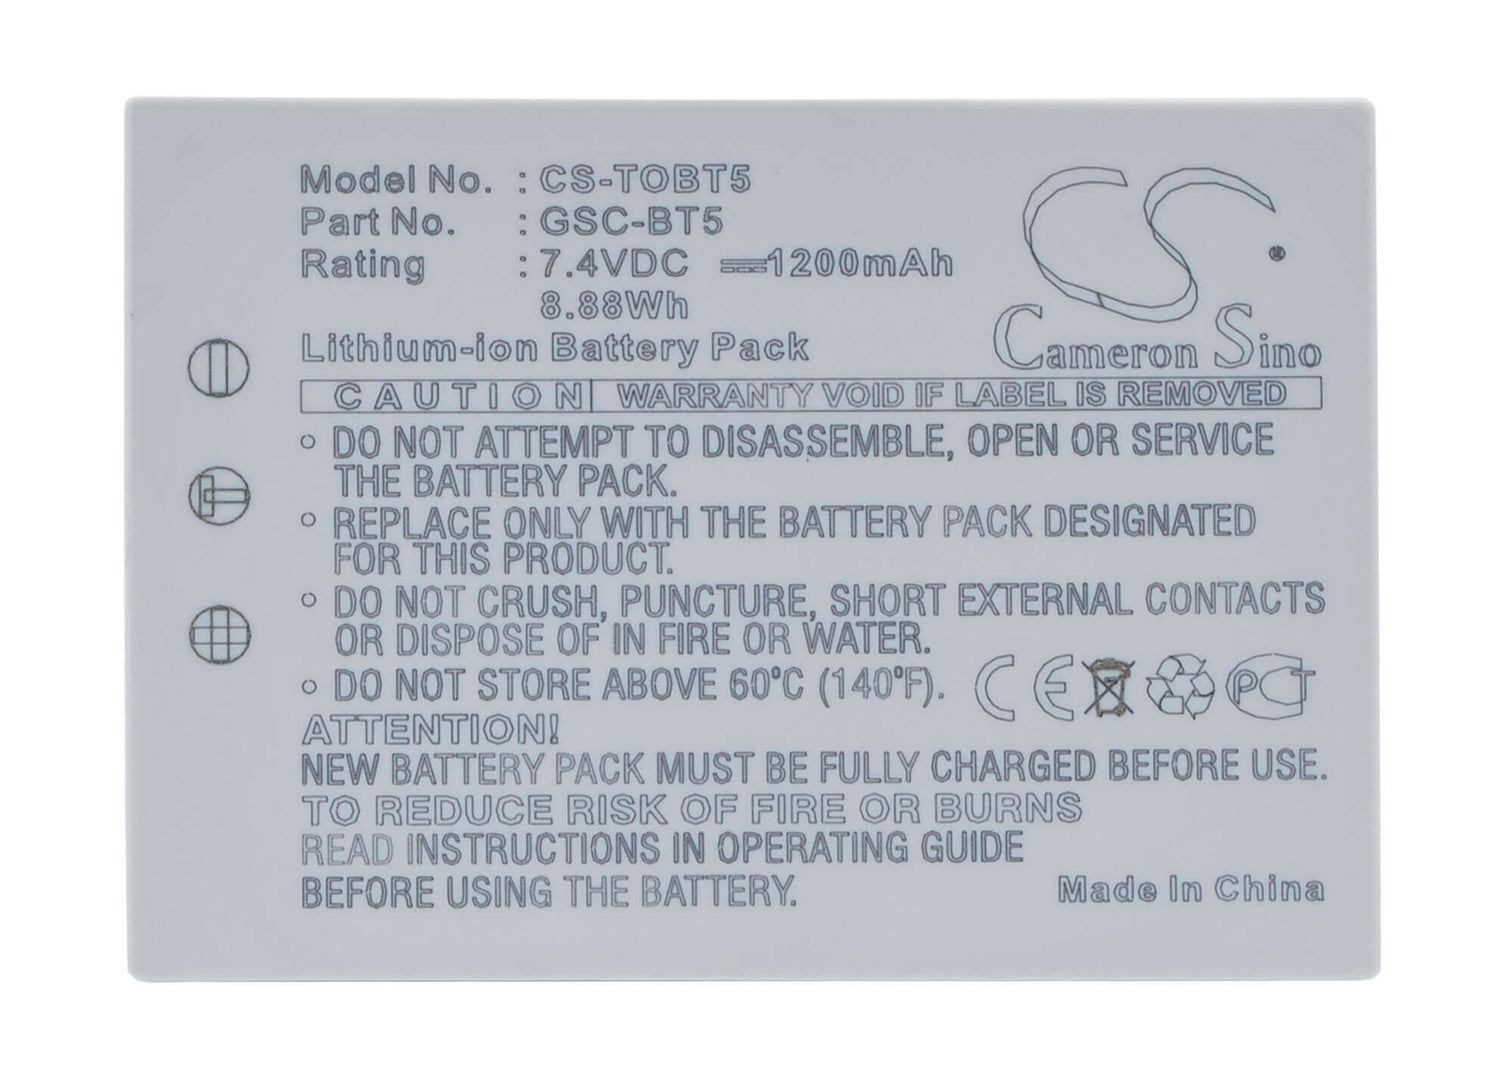 Model No. : CS-TOBT5
Part No. : GSC-BT5
Rating : 7.4VDC ⎓1200mAh
8.88Wh
Lithium-ion Battery Pack
CS
Cameron Sino
CAUTION WARRANTY VOID IF LABEL IS REMOVED
○ DO NOT ATTEMPT TO DISASSEMBLE, OPEN OR SERVICE
THE BATTERY PACK.
○ REPLACE ONLY WITH THE BATTERY PACK DESIGNATED
FOR THIS PRODUCT.
○ DO NOT CRUSH, PUNCTURE, SHORT EXTERNAL CONTACTS
OR DISPOSE OF IN FIRE OR WATER.
○ DO NOT STORE ABOVE 60°C (140°F).
CE PCT
ATTENTION!
NEW BATTERY PACK MUST BE FULLY CHARGED BEFORE USE.
TO REDUCE RISK OF FIRE OR BURNS
READ INSTRUCTIONS IN OPERATING GUIDE
BEFORE USING THE BATTERY.
Made In China